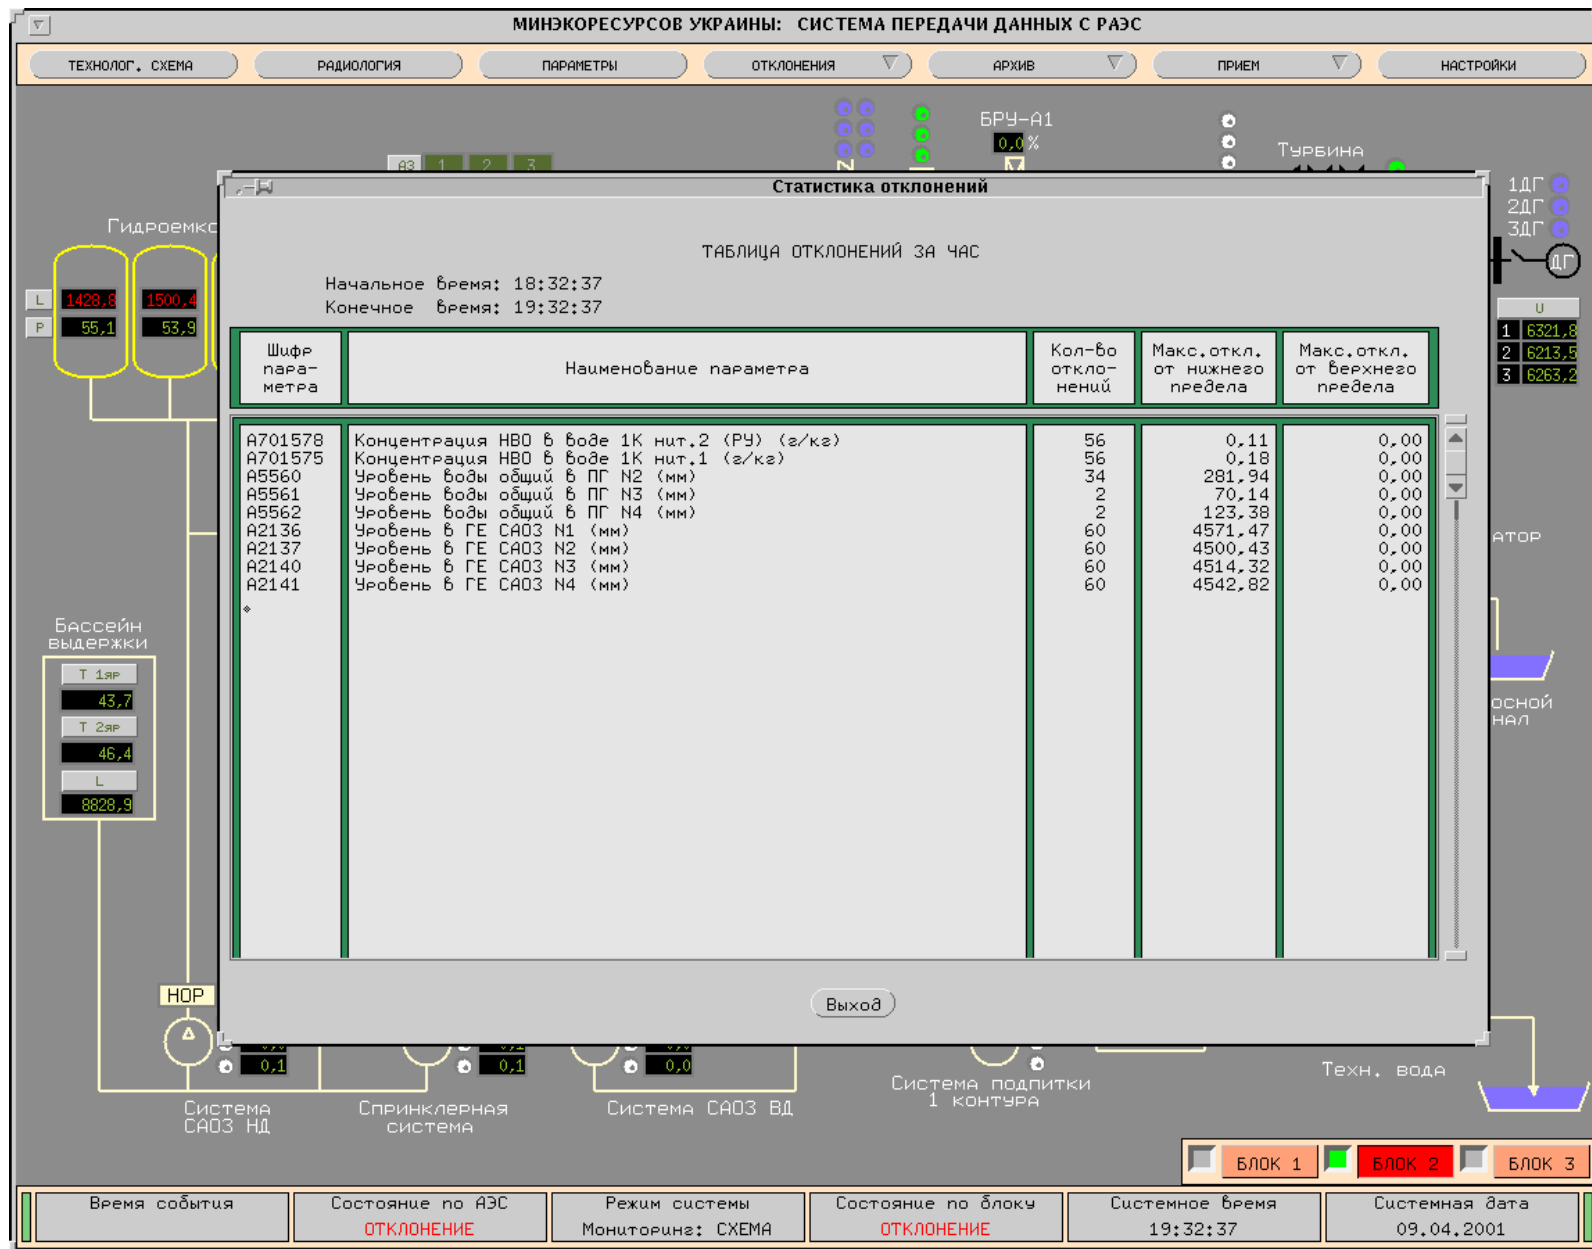 МИНЭКОРЕСУРСОВ УКРАИНЫ: СИСТЕМА ПЕРЕДАЧИ ДАННЫХ С РАЭС
ТЕХНОЛОГ. СХЕМА РАДИОЛОГИЯ ПАРАМЕТРЫ ОТКЛОНЕНИЯ АРХИВ ПРИЕМ НАСТРОЙКИ
БРУ-А1
0,0 %
Турбина
АЗ 1 2 3
Статистика отклонений
1ДГ
2ДГ
3ДГ
ДГ
Гидроемко
L 1428,8 1500,4
P 55,1 53,9
U
1 6321,8
2 6213,5
3 6263,2
ТАБЛИЦА ОТКЛОНЕНИЙ ЗА ЧАС
Начальное время: 18:32:37
Конечное время: 19:32:37
Шифр пара- метра
Наименование параметра
Кол-во откло- нений
Макс.откл. от нижнего предела
Макс.откл. от верхнего предела
A701578 Концентрация НВО в воде 1К нит.2 (РУ) (г/кг) 56 0,11 0,00
A701575 Концентрация НВО в воде 1К нит.1 (г/кг) 56 0,18 0,00
A5560 Уровень воды общий в ПГ N2 (мм) 34 281,94 0,00
A5561 Уровень воды общий в ПГ N3 (мм) 2 70,14 0,00
A5562 Уровень воды общий в ПГ N4 (мм) 2 123,38 0,00
A2136 Уровень в ГЕ САОЗ N1 (мм) 60 4571,47 0,00
A2137 Уровень в ГЕ САОЗ N2 (мм) 60 4500,43 0,00
A2140 Уровень в ГЕ САОЗ N3 (мм) 60 4514,32 0,00
A2141 Уровень в ГЕ САОЗ N4 (мм) 60 4542,82 0,00
Выход
атор
Бассейн
выдержки
Т 1яр
43,7
Т 2яр
46,4
L
8828,9
осной
нал
НОР
0,1 0,1 0,0
Система
САОЗ НД
Спринклерная
система
Система САОЗ ВД
Система подпитки
1 контура
Техн. вода
БЛОК 1 БЛОК 2 БЛОК 3
Время события Состояние по АЭС Режим системы Состояние по блоку Системное время Системная дата
ОТКЛОНЕНИЕ Мониторинг: СХЕМА ОТКЛОНЕНИЕ 19:32:37 09.04.2001